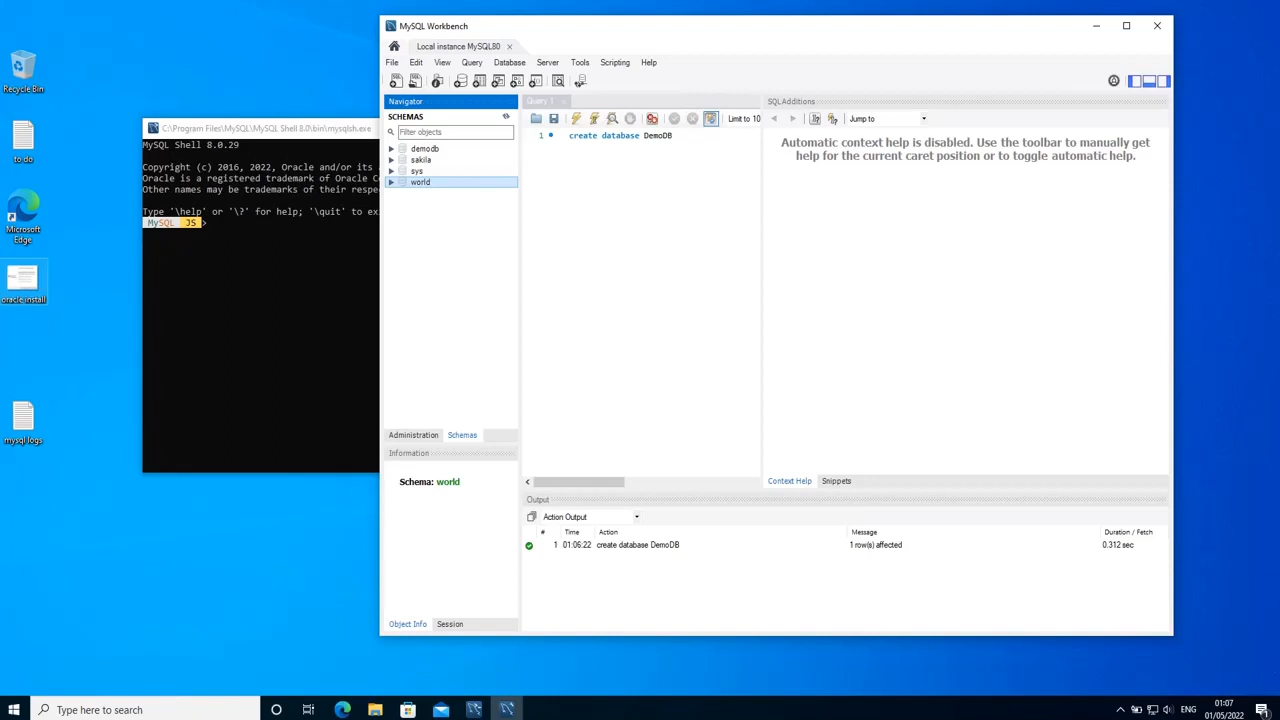 Recycle Bin
to do
Microsoft
Edge
oracle install
mysql logs
C:\Program Files\MySQL\MySQL Shell 8.0\bin\mysqlsh.exe
MySQL Shell 8.0.29
Copyright (c) 2016, 2022, Oracle and/or its
Oracle is a registered trademark of Oracle C
Other names may be trademarks of their respe
Type '\help' or '\?' for help; '\quit' to ex
MySQL JS >
MySQL Workbench
Local instance MySQL80
File Edit View Query Database Server Tools Scripting Help
Navigator
SCHEMAS
Filter objects
demodb
sakila
sys
world
Administration Schemas
Information
Schema: world
Object Info Session
Query 1
Limit to 10
1 create database DemoDB
SQLAdditions
Jump to
Automatic context help is disabled. Use the toolbar to manually get
help for the current caret position or to toggle automatic help.
Context Help Snippets
Output
Action Output
# Time Action Message Duration / Fetch
1 01:06:22 create database DemoDB 1 row(s) affected 0.312 sec
Type here to search
ENG
01:07
01/05/2022